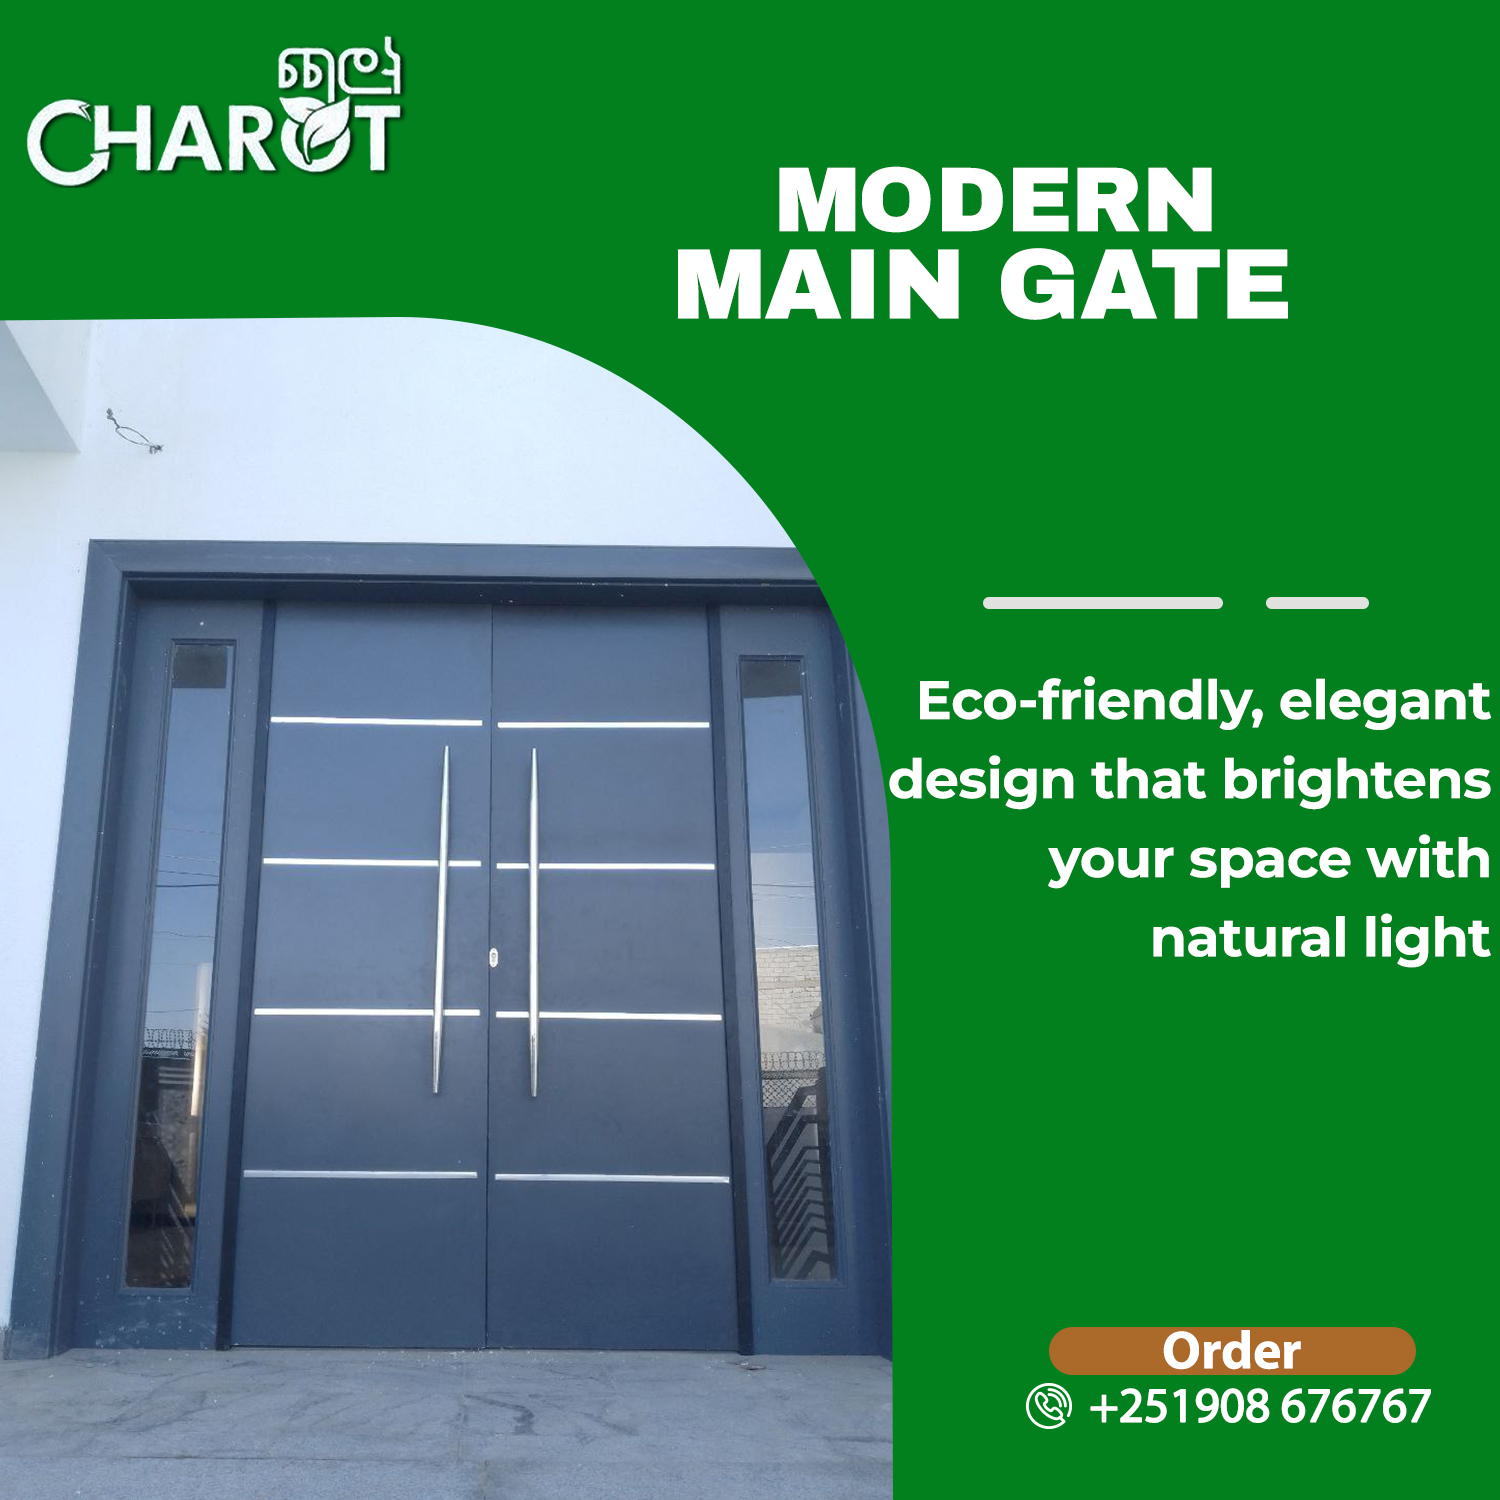 CHAROT
MODERN
MAIN GATE
Eco-friendly, elegant
design that brightens
your space with
natural light
Order
+251908 676767